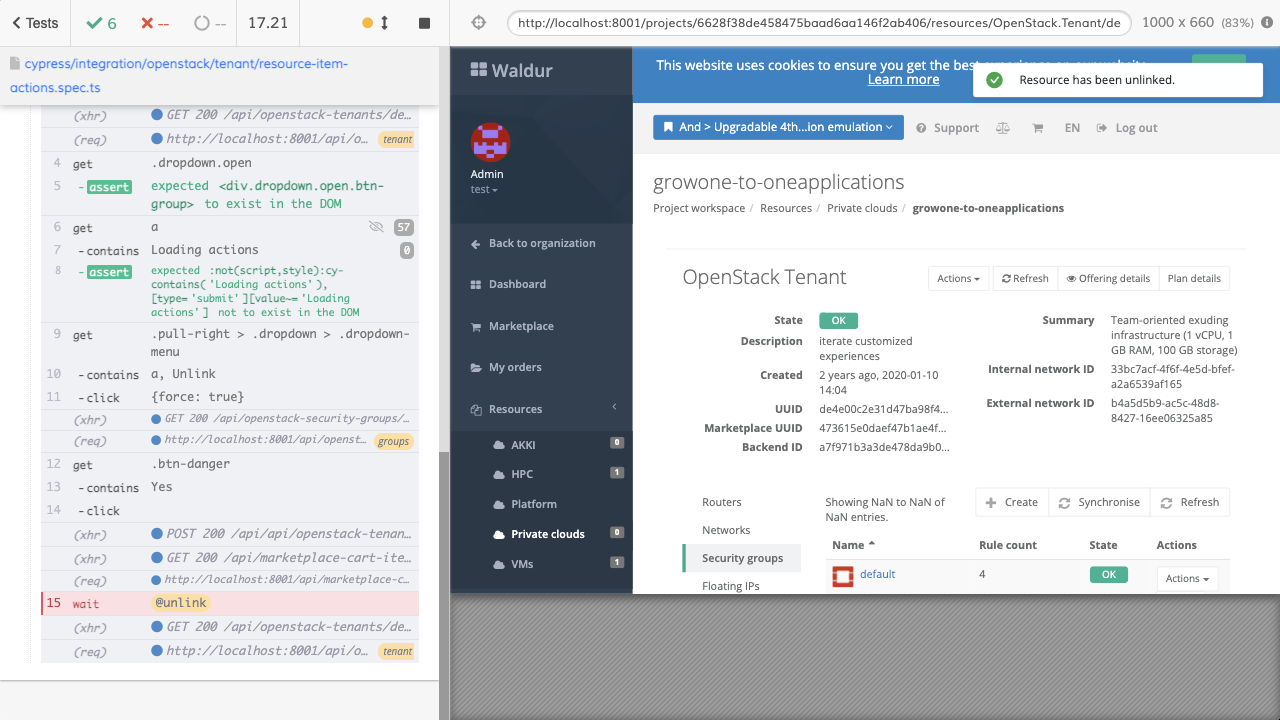 Tests
6
--
--
17.21
http://localhost:8001/projects/6628f38de458475baad6aa146f2ab406/resources/OpenStack.Tenant/de
1000 x 660 (83%)
cypress/integration/openstack/tenant/resource-item-
actions.spec.ts
(xhr) GET 200 /api/openstack-tenants/de…
(req) http://localhost:8001/api/o… tenant
4 get .dropdown.open
5 -assert expected <div.dropdown.open.btn-
group> to exist in the DOM
6 get a 57
7 -contains Loading actions 0
8 -assert expected :not(script,style):cy-
contains('Loading actions'),
[type='submit'][value~='Loading
actions'] not to exist in the DOM
9 get .pull-right > .dropdown > .dropdown-
menu
10 -contains a, Unlink
11 -click {force: true}
(xhr) GET 200 /api/openstack-security-groups/…
(req) http://localhost:8001/api/openst… groups
12 get .btn-danger
13 -contains Yes
14 -click
(xhr) POST 200 /api/api/openstack-tenan…
(xhr) GET 200 /api/marketplace-cart-ite…
(req) http://localhost:8001/api/marketplace-c…
15 wait @unlink
(xhr) GET 200 /api/openstack-tenants/de…
(req) http://localhost:8001/api/o… tenant
Waldur
Admin
test
Back to organization
Dashboard
Marketplace
My orders
Resources
AKKI 0
HPC 1
Platform
Private clouds 0
VMs 1
This website uses cookies to ensure you get the best
Learn more
Resource has been unlinked.
And > Upgradable 4th...ion emulation
Support
EN
Log out
growone-to-oneapplications
Project workspace / Resources / Private clouds / growone-to-oneapplications
OpenStack Tenant
Actions
Refresh
Offering details
Plan details
State OK
Description iterate customized
experiences
Created 2 years ago, 2020-01-10
14:04
UUID de4e00c2e31d47ba98f4...
Marketplace UUID 473615e0daef47b1ae4f...
Backend ID a7f971b3a3de478da9b0...
Summary Team-oriented exuding
infrastructure (1 vCPU, 1
GB RAM, 100 GB storage)
Internal network ID 33bc7acf-4f6f-4e5d-bfef-
a2a6539af165
External network ID b4a5d5b9-ac5c-48d8-
8427-16ee06325a85
Routers
Networks
Security groups
Floating IPs
Showing NaN to NaN of
NaN entries.
Create
Synchronise
Refresh
Name Rule count State Actions
default 4 OK Actions